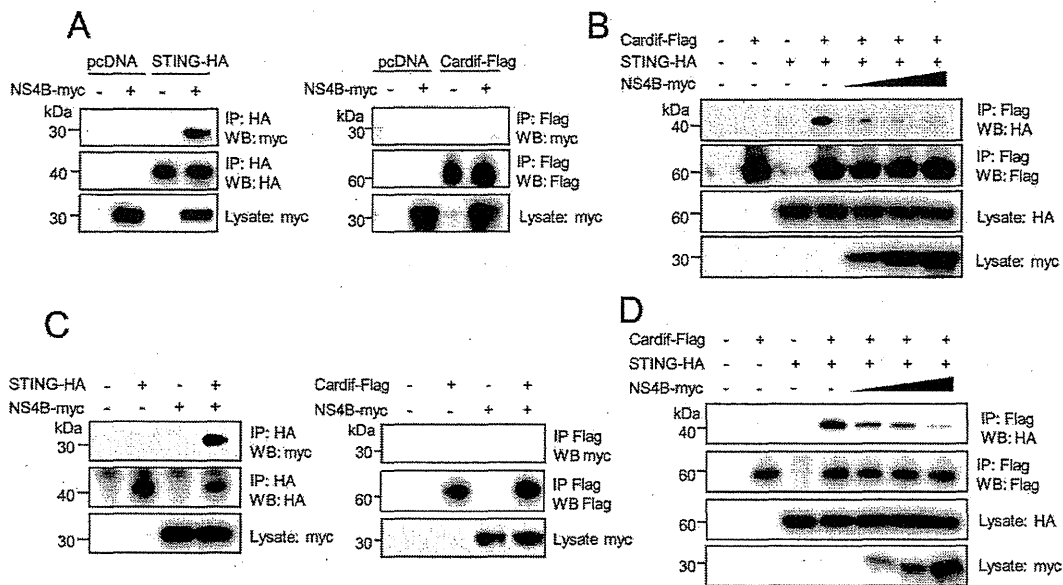 A
pcDNA STING-HA
NS4B-myc - + - +
kDa
30
IP: HA
WB: myc
40
IP: HA
WB: HA
30
Lysate: myc
pcDNA Cardif-Flag
NS4B-myc - + - +
kDa
30
IP: Flag
WB: myc
60
IP: Flag
WB: Flag
30
Lysate: myc
B
Cardif-Flag - + - + + + +
STING-HA - - + + + + +
NS4B-myc - - - -
kDa
40
IP: Flag
WB: HA
60
IP: Flag
WB: Flag
60
Lysate: HA
30
Lysate: myc
C
STING-HA - + - +
NS4B-myc - - + +
kDa
30
IP: HA
WB: myc
40
IP: HA
WB: HA
30
Lysate: myc
Cardif-Flag - + - +
NS4B-myc - - + +
kDa
30
IP Flag
WB myc
60
IP Flag
WB Flag
30
Lysate myc
D
Cardif-Flag - + - + + + +
STING-HA - - + + + + +
NS4B-myc - - - -
kDa
40
IP: Flag
WB: HA
60
IP: Flag
WB: Flag
60
Lysate: HA
30
Lysate: myc